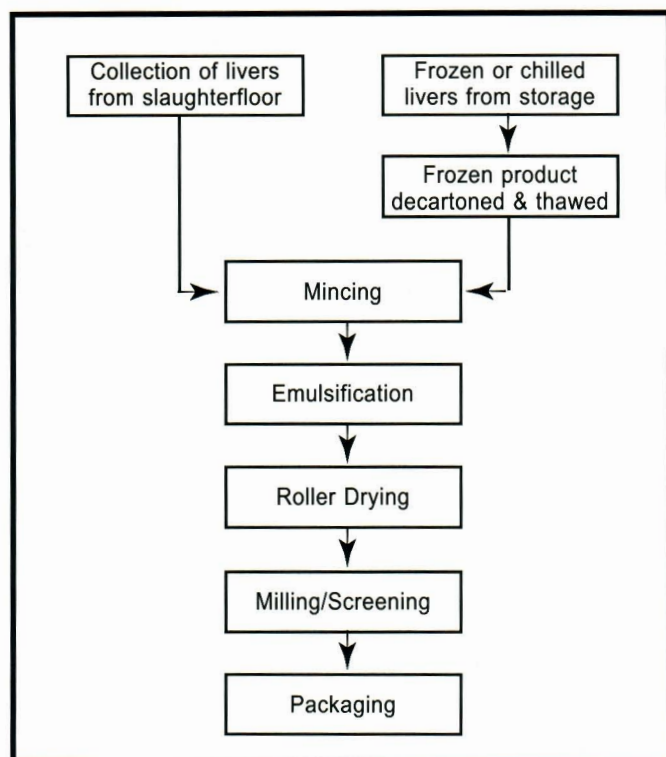 Collection of livers
from slaughterfloor
Frozen or chilled
livers from storage
Frozen product
decartoned & thawed
Mincing
Emulsification
Roller Drying
Milling/Screening
Packaging